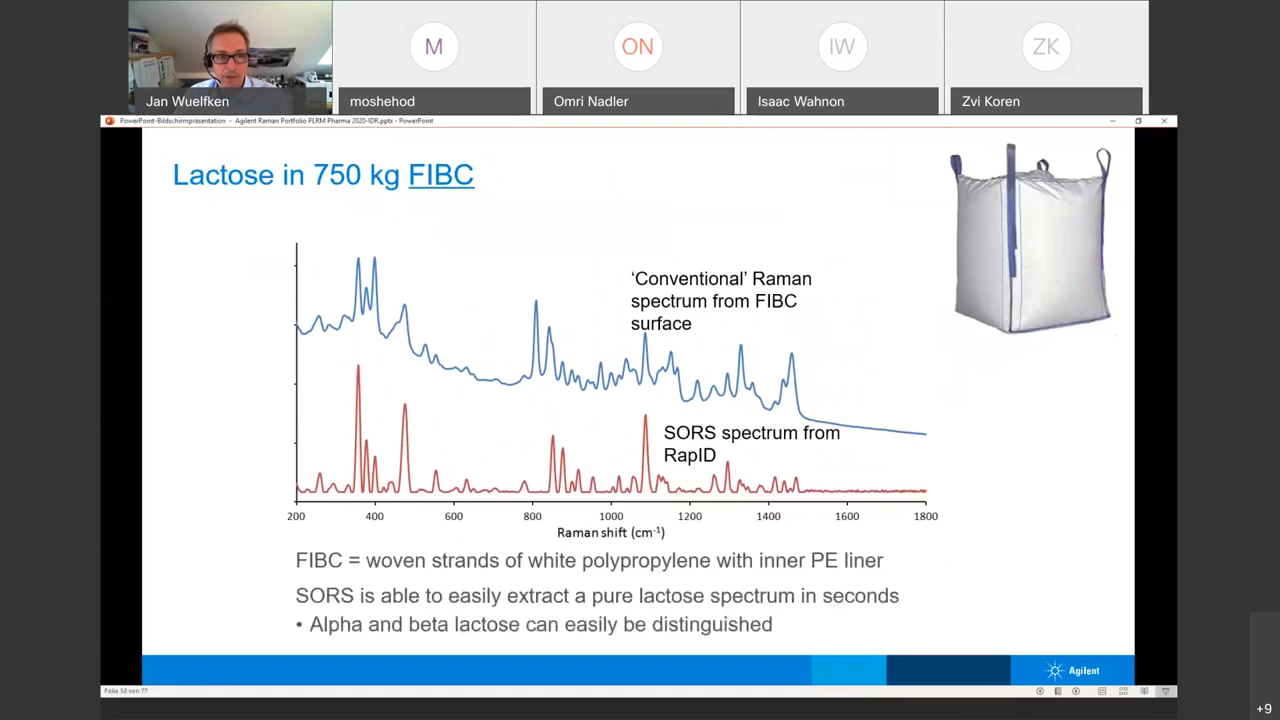 M
ON
IW
ZK
Jan Wuelfken
moshehod
Omri Nadler
Isaac Wahnon
Zvi Koren
PowerPoint-Bildschirmpräsentation - Agilent Raman Portfolio PLRM Pharma 2020-IDR.pptx - PowerPoint
Lactose in 750 kg FIBC
‘Conventional’ Raman
spectrum from FIBC
surface
SORS spectrum from
RapID
200 400 600 800 1000 1200 1400 1600 1800
Raman shift (cm-1)
FIBC = woven strands of white polypropylene with inner PE liner
SORS is able to easily extract a pure lactose spectrum in seconds
• Alpha and beta lactose can easily be distinguished
Agilent
Folie 58 von 77
+9